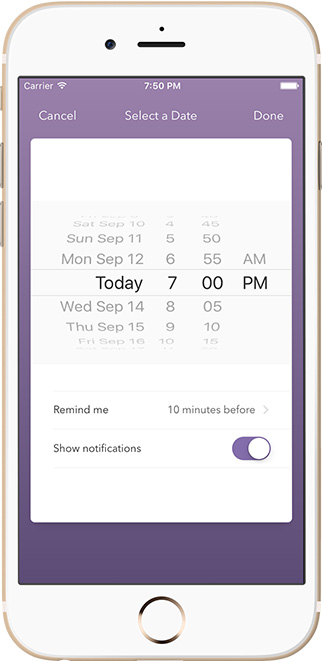 Carrier 7:50 PM
Cancel Select a Date Done
Sat Sep 10 4 45
Sun Sep 11 5 50
Mon Sep 12 6 55 AM
Today 7 00 PM
Wed Sep 14 8 05
Thu Sep 15 9 10
Fri Sep 16 10 15
Remind me 10 minutes before
Show notifications